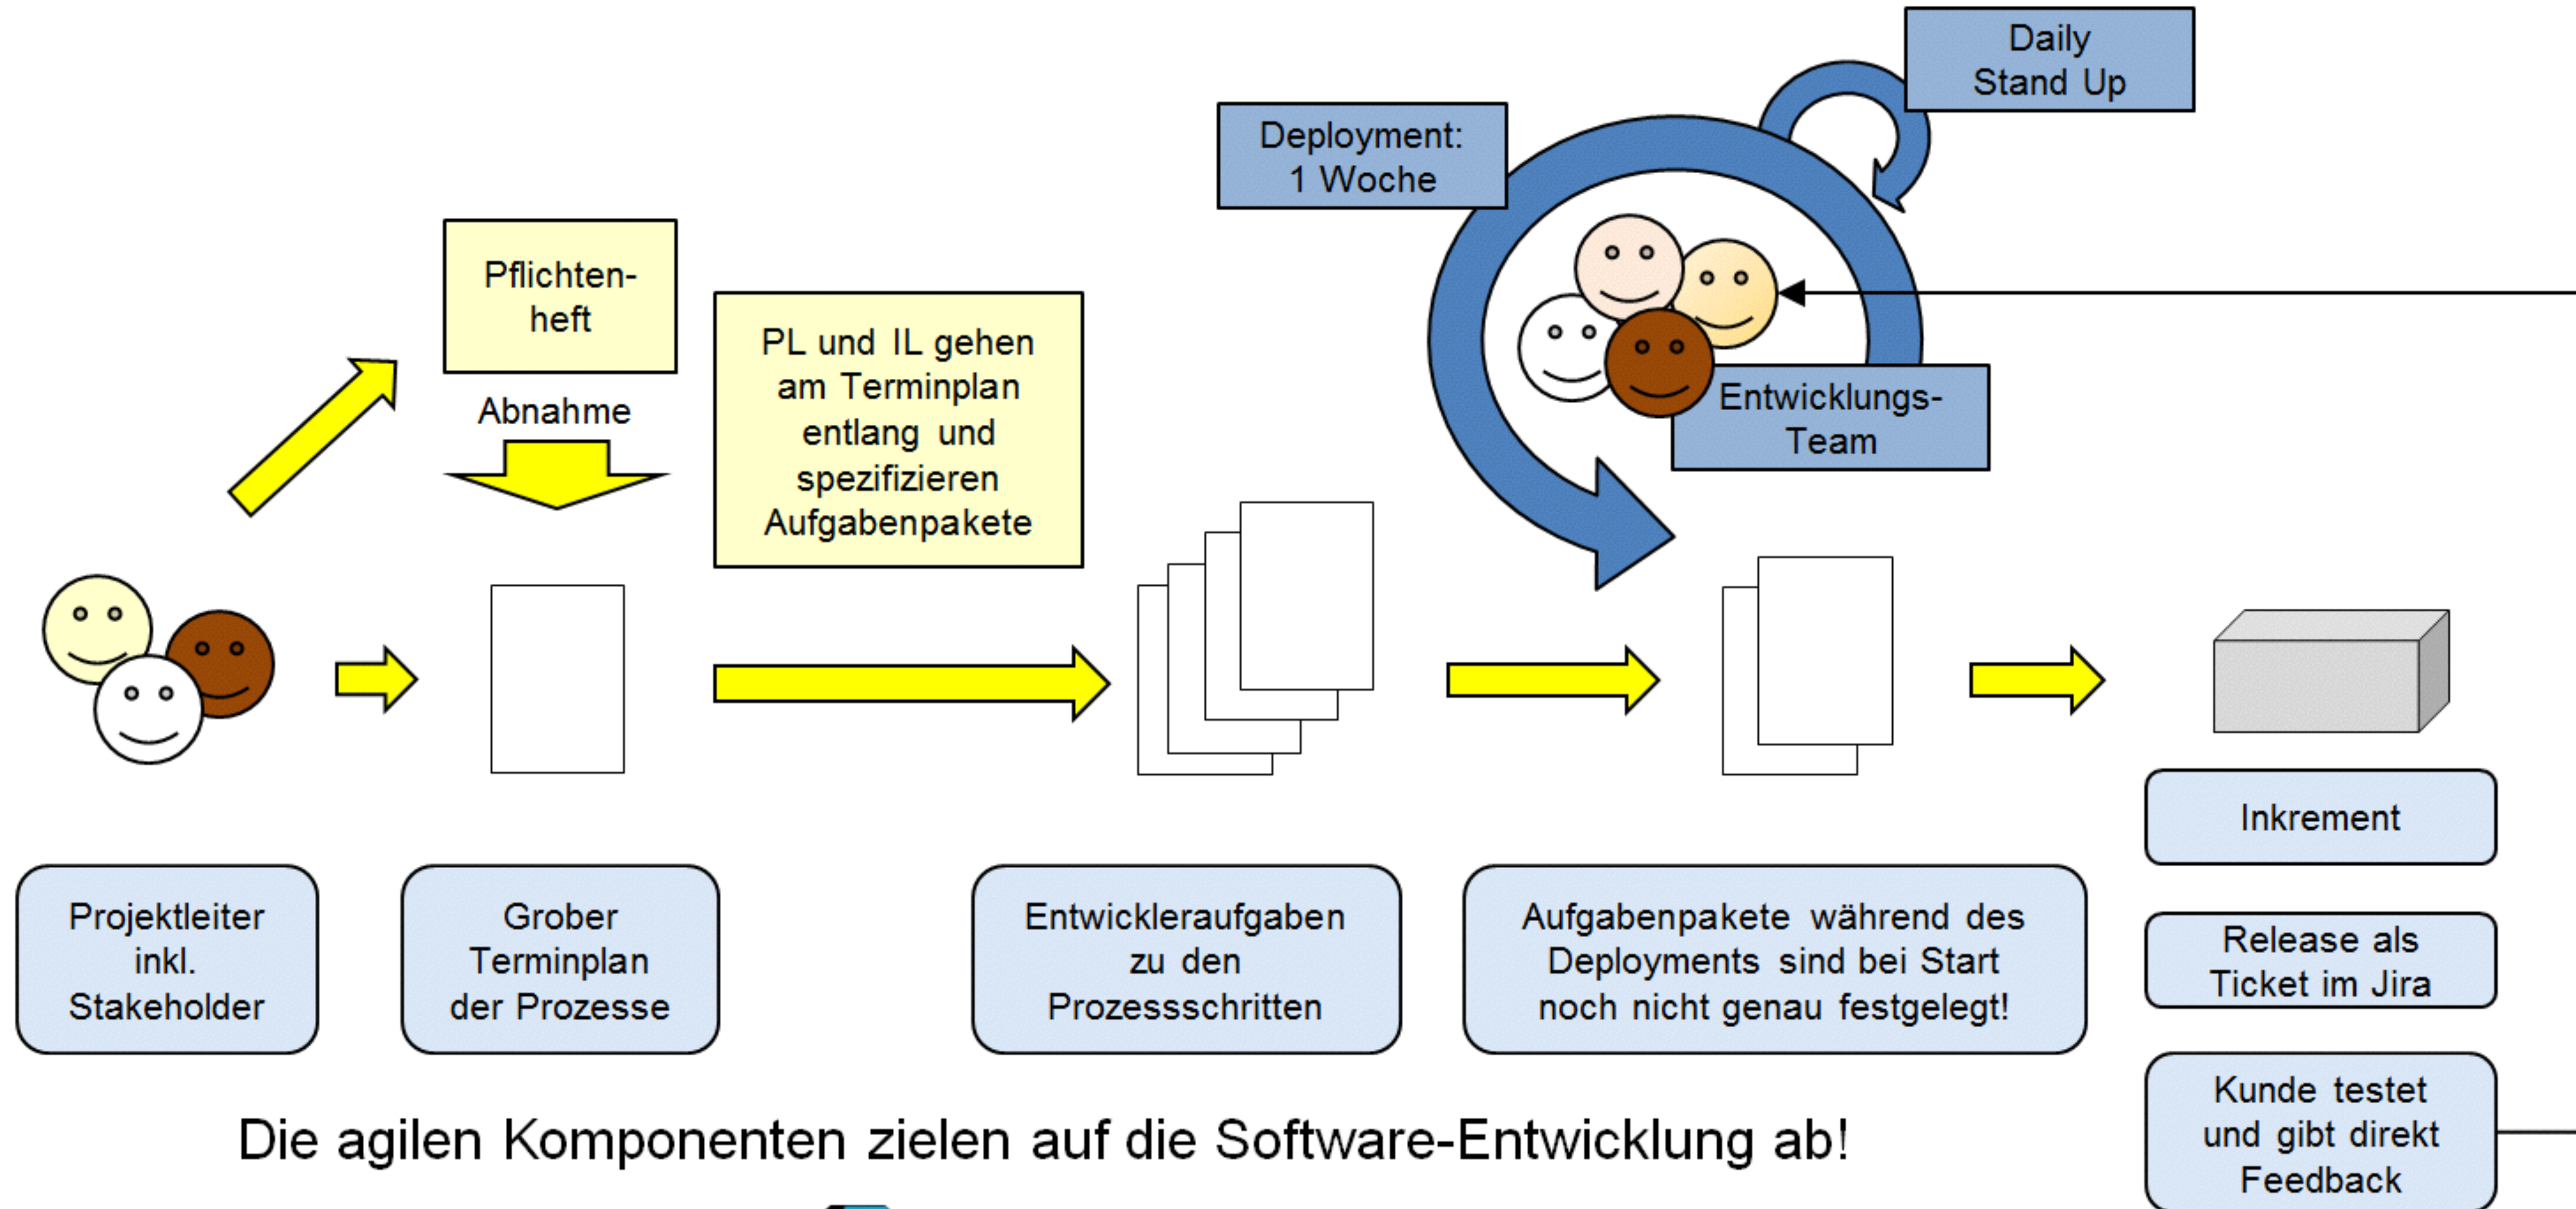 Daily
Stand Up
Deployment:
1 Woche
Pflichten-
heft
Abnahme
PL und IL gehen
am Terminplan
entlang und
spezifizieren
Aufgabenpakete
Entwicklungs-
Team
Projektleiter
inkl.
Stakeholder
Grober
Terminplan
der Prozesse
Entwickleraufgaben
zu den
Prozessschritten
Aufgabenpakete während des
Deployments sind bei Start
noch nicht genau festgelegt!
Inkrement
Release als
Ticket im Jira
Kunde testet
und gibt direkt
Feedback
Die agilen Komponenten zielen auf die Software-Entwicklung ab!